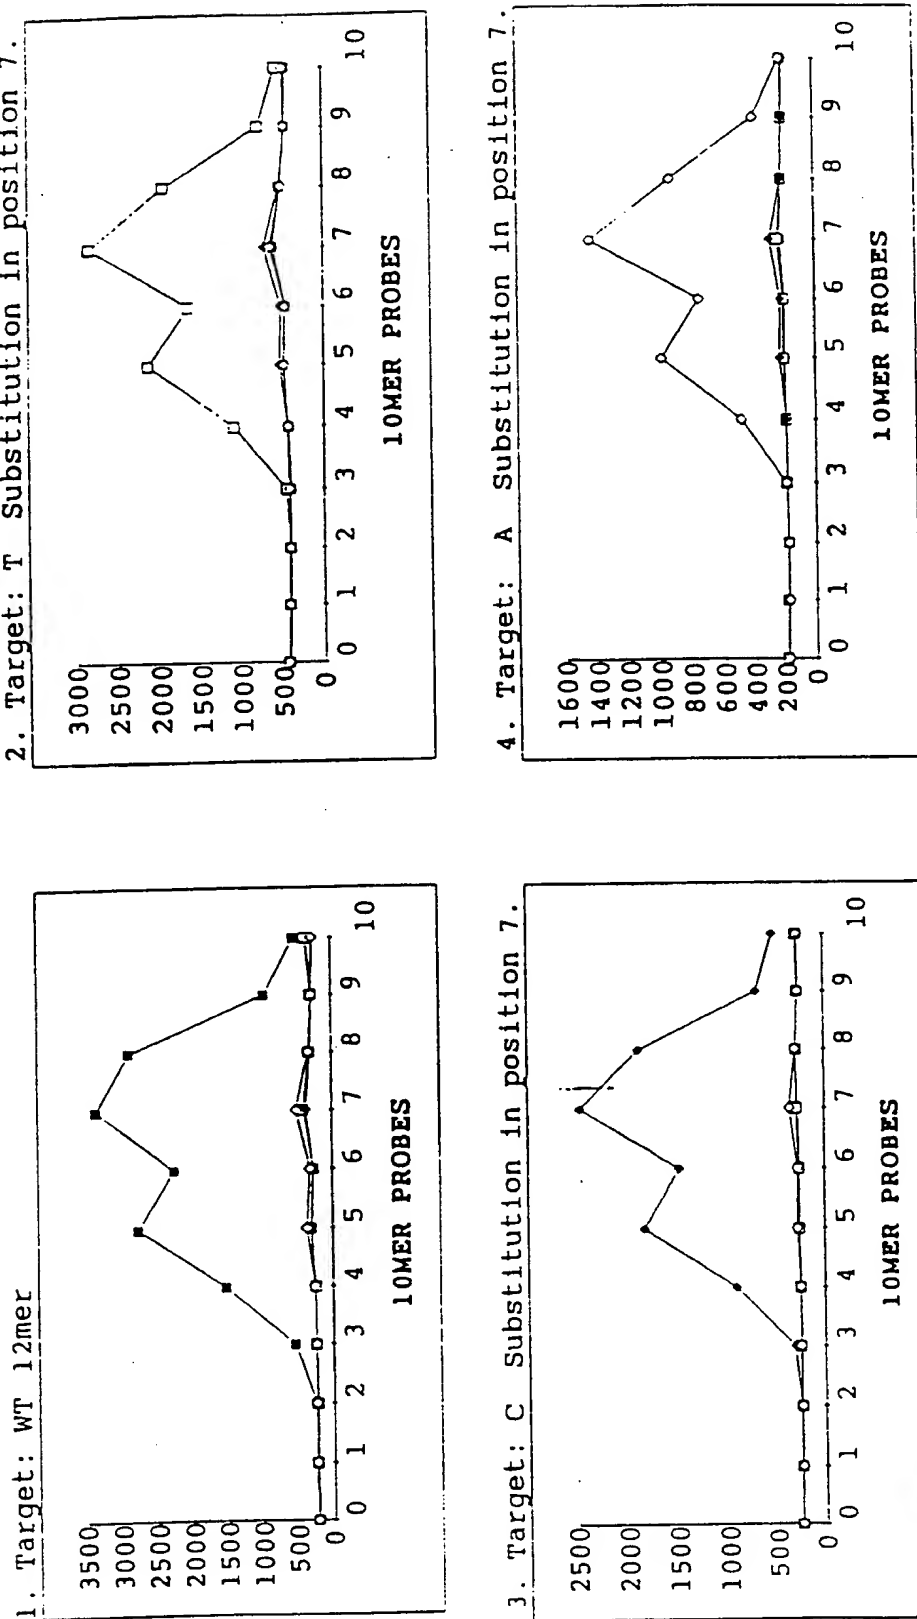 1. Target: WT 12mer
3500
3000
2500
2000
1500
1000
500
0
0 1 2 3 4 5 6 7 8 9 10
10MER PROBES
2. Target: T Substitution in position 7.
3000
2500
2000
1500
1000
500
0
0 1 2 3 4 5 6 7 8 9 10
10MER PROBES
3. Target: C Substitution in position 7.
2500
2000
1500
1000
500
0
0 1 2 3 4 5 6 7 8 9 10
10MER PROBES
4. Target: A Substitution in position 7.
1600
1400
1200
1000
800
600
400
200
0
0 1 2 3 4 5 6 7 8 9 10
10MER PROBES